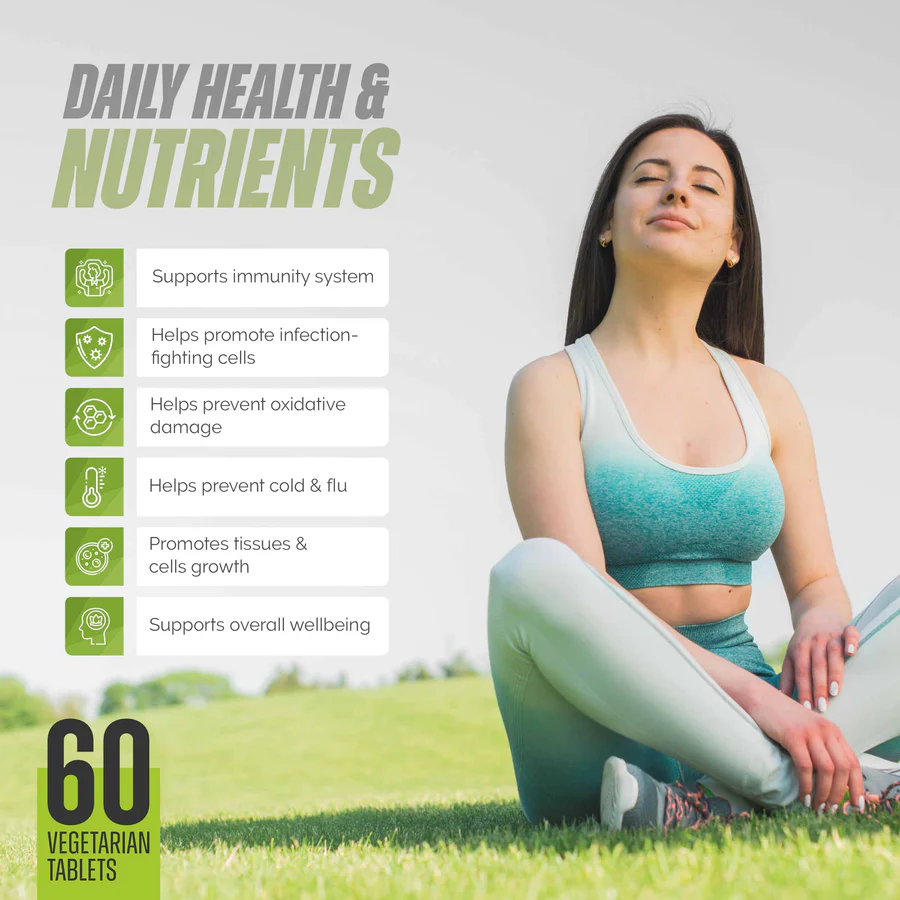 DAILY HEALTH &
NUTRIENTS
Supports immunity system
Helps promote infection-
fighting cells
Helps prevent oxidative
damage
Helps prevent cold & flu
Promotes tissues &
cells growth
Supports overall wellbeing
60
VEGETARIAN
TABLETS